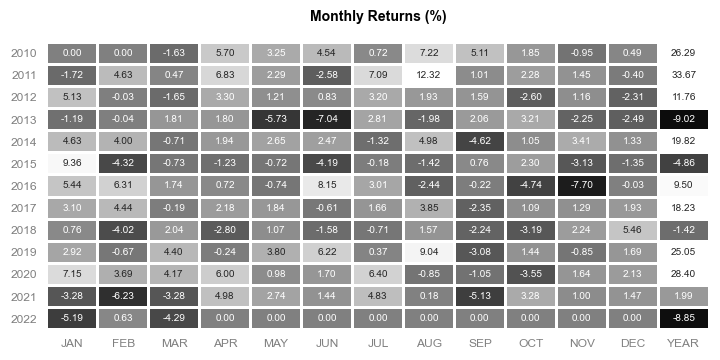 Monthly Returns (%)
2010 0.00 0.00 -1.63 5.70 3.25 4.54 0.72 7.22 5.11 1.85 -0.95 0.49 26.29
2011 -1.72 4.63 0.47 6.83 2.29 -2.58 7.09 12.32 1.01 2.28 1.45 -0.40 33.67
2012 5.13 -0.03 -1.65 3.30 1.21 0.83 3.20 1.93 1.59 -2.60 1.16 -2.31 11.76
2013 -1.19 -0.04 1.81 1.80 -5.73 -7.04 2.81 -1.98 2.06 3.21 -2.25 -2.49 -9.02
2014 4.63 4.00 -0.71 1.94 2.65 2.47 -1.32 4.98 -4.62 1.05 3.41 1.33 19.82
2015 9.36 -4.32 -0.73 -1.23 -0.72 -4.19 -0.18 -1.42 0.76 2.30 -3.13 -1.35 -4.86
2016 5.44 6.31 1.74 2.72 -0.74 8.15 3.01 -2.44 -0.22 -4.74 -7.70 -0.03 9.50
2017 3.10 4.44 -0.19 2.18 1.84 -0.61 1.66 3.85 -2.35 1.09 1.29 1.93 18.23
2018 0.76 -4.02 2.04 -2.80 1.07 -1.58 -0.71 1.57 -2.24 -3.19 2.24 5.46 -1.42
2019 2.92 -0.67 4.40 -0.24 3.80 6.22 0.37 9.04 -3.08 1.44 -0.85 1.69 25.05
2020 7.15 3.69 4.17 6.00 0.98 1.70 6.40 -0.85 -1.05 -3.55 1.64 2.13 28.40
2021 -3.28 -6.23 -3.28 4.98 2.74 1.44 4.83 0.18 -5.13 3.28 1.00 1.47 1.99
2022 -5.19 0.63 -4.29 0.00 0.00 0.00 0.00 0.00 0.00 0.00 0.00 0.00 -8.85
JAN FEB MAR APR MAY JUN JUL AUG SEP OCT NOV DEC YEAR